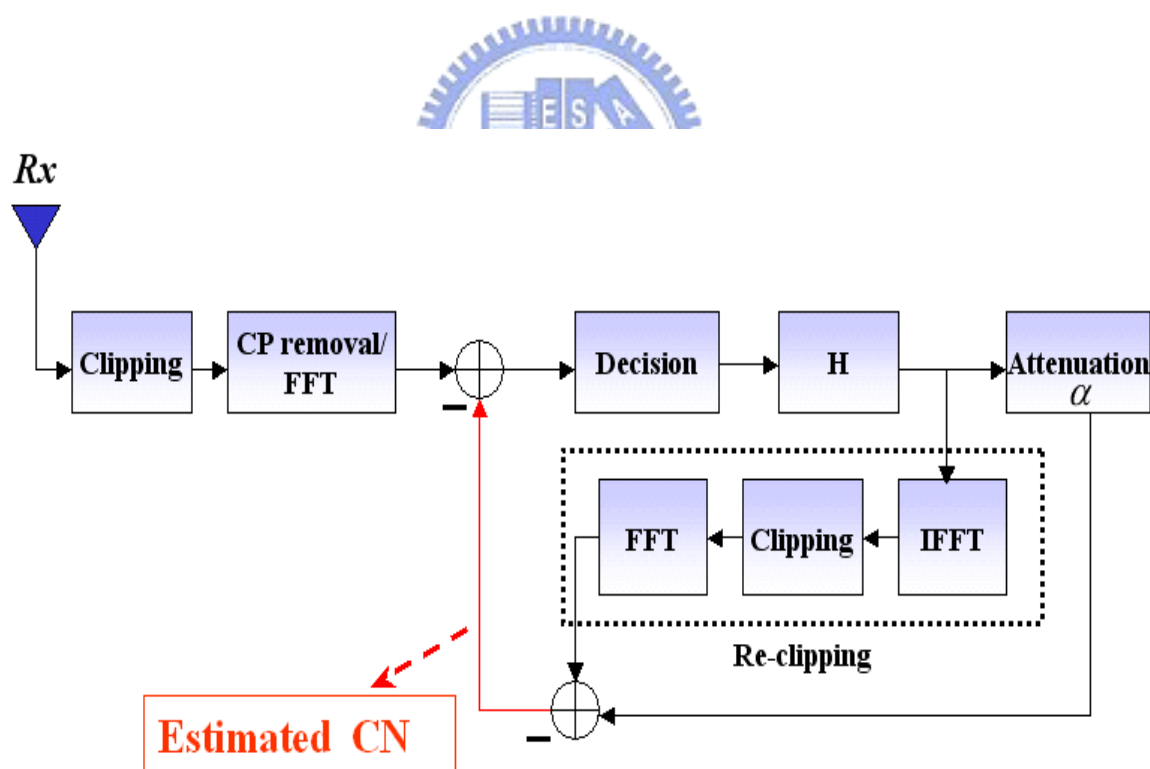 E S A
Rx
Clipping
CP removal/
FFT
Decision
H
Attenuation
α
FFT
Clipping
IFFT
Re-clipping
Estimated CN